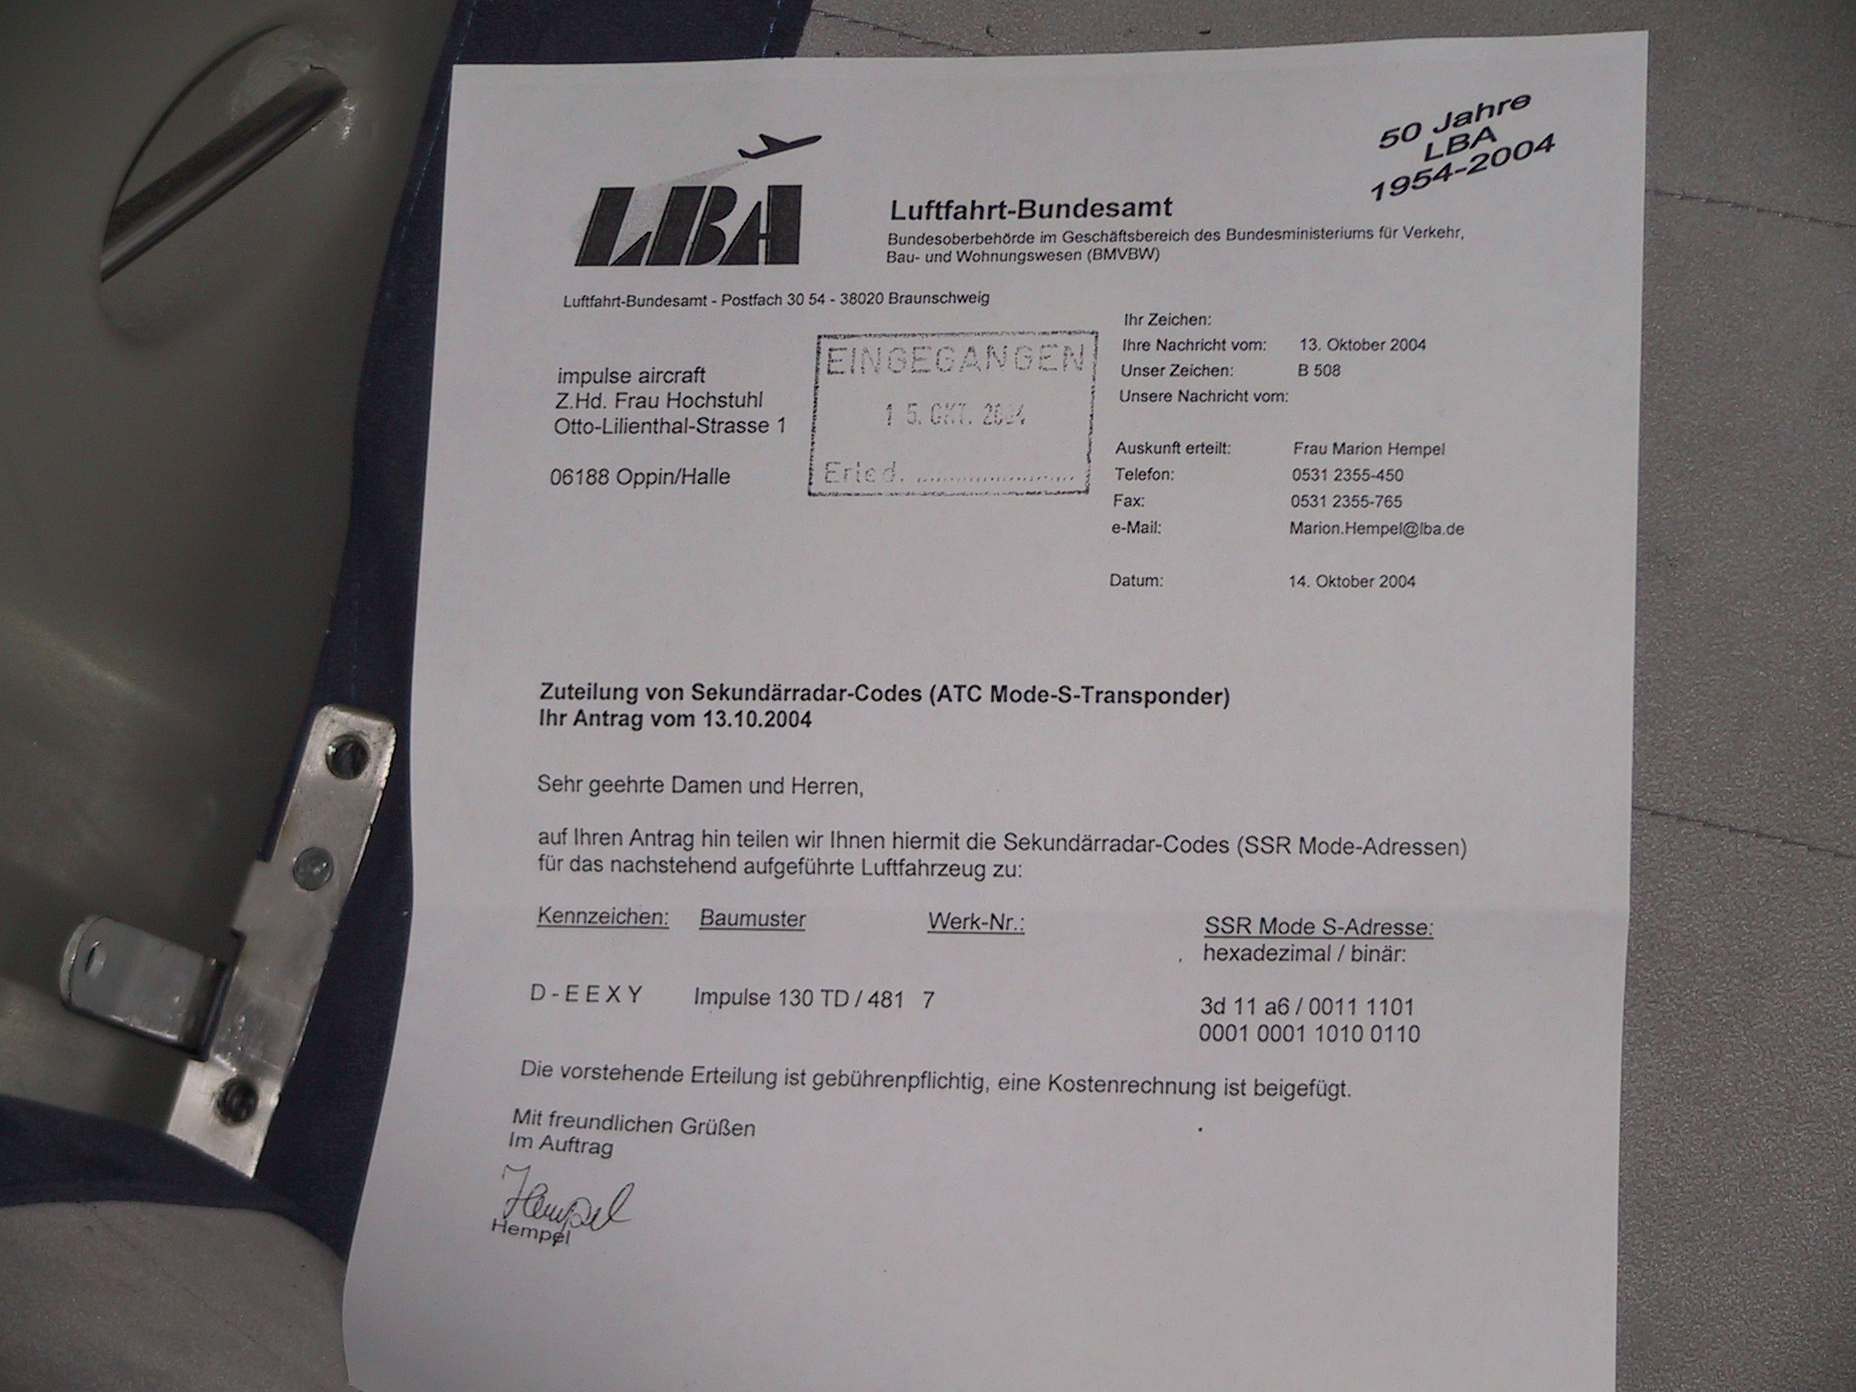 50 Jahre
LBA
1954-2004
LBA
Luftfahrt-Bundesamt
Bundesoberbehörde im Geschäftsbereich des Bundesministeriums für Verkehr,
Bau- und Wohnungswesen (BMVBW)
Luftfahrt-Bundesamt - Postfach 30 54 - 38020 Braunschweig
impulse aircraft
Z.Hd. Frau Hochstuhl
Otto-Lilienthal-Strasse 1
06188 Oppin/Halle
EINGEGANGEN
15. OKT. 2004
Erled. ....................
Ihr Zeichen:
Ihre Nachricht vom: 13. Oktober 2004
Unser Zeichen: B 508
Unsere Nachricht vom:
Auskunft erteilt: Frau Marion Hempel
Telefon: 0531 2355-450
Fax: 0531 2355-765
e-Mail: Marion.Hempel@lba.de
Datum: 14. Oktober 2004
Zuteilung von Sekundärradar-Codes (ATC Mode-S-Transponder)
Ihr Antrag vom 13.10.2004
Sehr geehrte Damen und Herren,
auf Ihren Antrag hin teilen wir Ihnen hiermit die Sekundärradar-Codes (SSR Mode-Adressen)
für das nachstehend aufgeführte Luftfahrzeug zu:
Kennzeichen: Baumuster Werk-Nr.: SSR Mode S-Adresse:
hexadezimal / binär:
D - E E X Y Impulse 130 TD / 481 7 3d 11 a6 / 0011 1101
0001 0001 1010 0110
Die vorstehende Erteilung ist gebührenpflichtig, eine Kostenrechnung ist beigefügt.
Mit freundlichen Grüßen
Im Auftrag
Hempel
Hempel